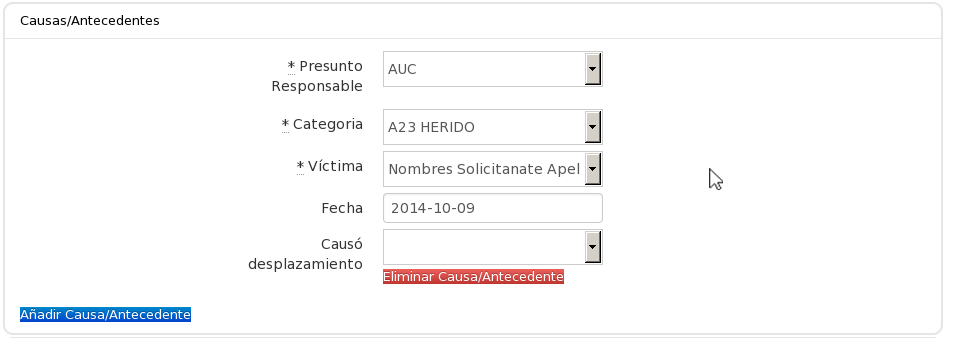 Causas/Antecedentes
* Presunto
Responsable
AUC
* Categoria
A23 HERIDO
* Víctima
Nombres Solicitanate Apel
Fecha
2014-10-09
Causó
desplazamiento
Eliminar Causa/Antecedente
Añadir Causa/Antecedente